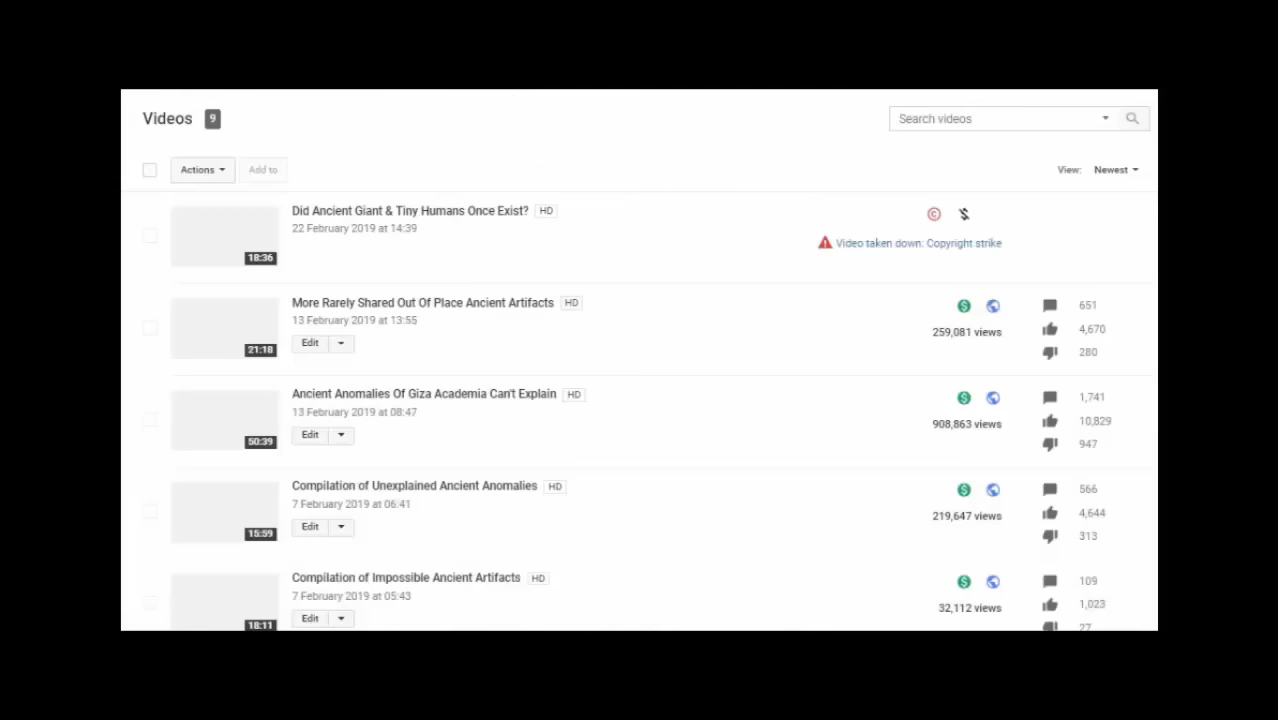 Videos 9
Search videos
Actions Add to
View: Newest
Did Ancient Giant & Tiny Humans Once Exist? HD
22 February 2019 at 14:39
Video taken down: Copyright strike
18:36
More Rarely Shared Out Of Place Ancient Artifacts HD
651
13 February 2019 at 13:55
259,081 views
4,670
Edit
21:18
280
Ancient Anomalies Of Giza Academia Can't Explain HD
1,741
13 February 2019 at 08:47
908,863 views
10,829
Edit
50:39
947
Compilation of Unexplained Ancient Anomalies HD
566
7 February 2019 at 06:41
219,647 views
4,644
Edit
15:59
313
Compilation of Impossible Ancient Artifacts HD
109
7 February 2019 at 05:43
32,112 views
1,023
Edit
18:11
27